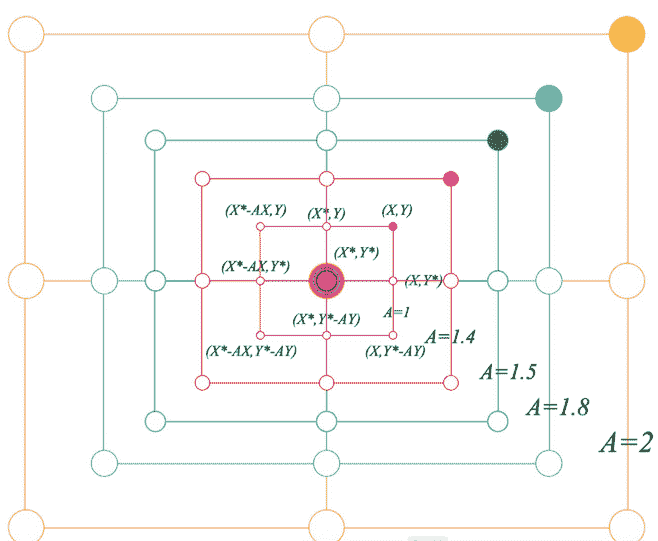 (X*-AX,Y) (X*,Y) (X,Y)
(X*,Y*)
(X*-AX,Y*) (X,Y*)
A=1
(X*,Y*-AY)
A=1.4
(X*-AX,Y*-AY) (X,Y*-AY)
A=1.5
A=1.8
A=2